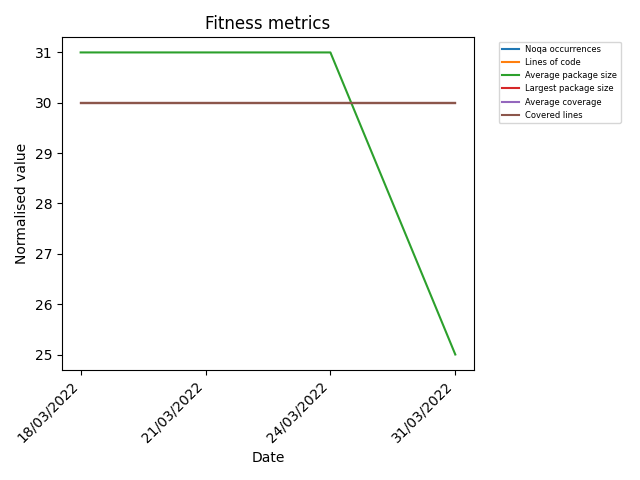 Fitness metrics
Normalised value
31
30
29
28
27
26
25
18/03/2022
21/03/2022
24/03/2022
31/03/2022
Date
Noqa occurrences
Lines of code
Average package size
Largest package size
Average coverage
Covered lines